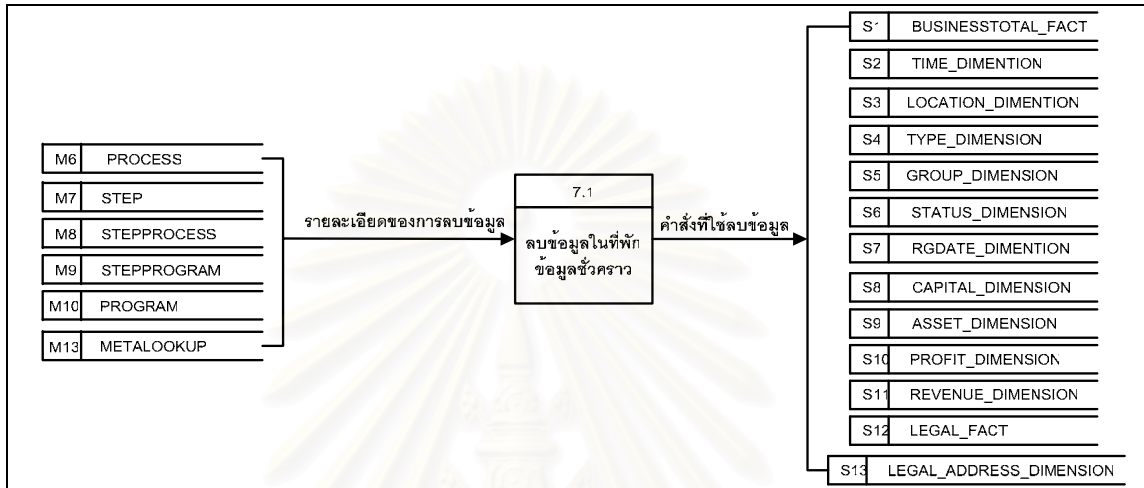 M6 PROCESS
M7 STEP
M8 STEPPROCESS
M9 STEPPROGRAM
M10 PROGRAM
M13 METALOOKUP
รายละเอียดของการลบข้อมูล
7.1
ลบข้อมูลในที่พัก
ข้อมูลชั่วคราว
คำสั่งที่ใช้ลบข้อมูล
S1 BUSINESSTOTAL_FACT
S2 TIME_DIMENTION
S3 LOCATION_DIMENTION
S4 TYPE_DIMENSION
S5 GROUP_DIMENSION
S6 STATUS_DIMENSION
S7 RGDATE_DIMENTION
S8 CAPITAL_DIMENSION
S9 ASSET_DIMENSION
S10 PROFIT_DIMENSION
S11 REVENUE_DIMENSION
S12 LEGAL_FACT
S13 LEGAL_ADDRESS_DIMENSION